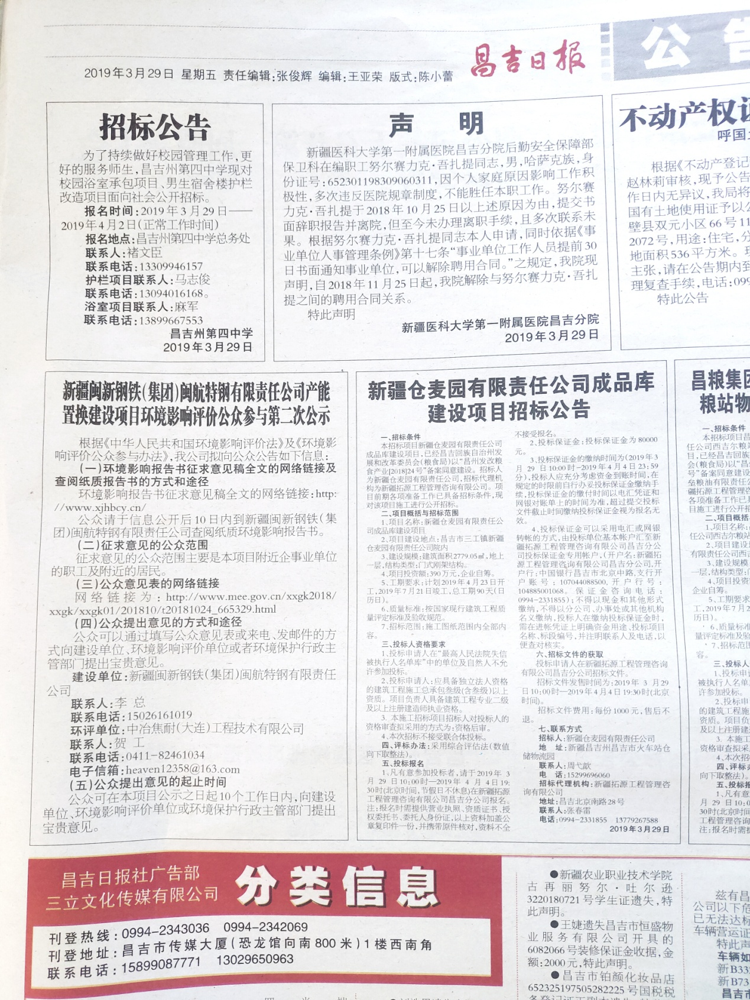 昌吉日报
公告
2019年3月29日 星期五 责任编辑:张俊辉 编辑:王亚荣 版式:陈小蕾
招标公告
为了持续做好校园管理工作,更
好的服务师生,昌吉州第四中学现对
校园浴室承包项目、男生宿舍楼护栏
改造项目面向社会公开招标。
报名时间:2019年3月29日——
2019年4月2日(正常工作时间)
报名地点:昌吉州第四中学总务处
联系人:褚文臣
联系电话:13309946157
护栏项目联系人:马志俊
联系电话:13094016168。
浴室项目联系人:麻军
联系电话:13899667553
昌吉州第四中学
2019年3月29日
声 明
新疆医科大学第一附属医院昌吉分院后勤安全保障部
保卫科在编职工努尔赛力克·吾扎提同志,男,哈萨克族,身
份证号:652301198309060311,因个人家庭原因影响工作积
极性,多次违反医院规章制度,不能胜任本职工作。努尔赛
力克·吾扎提于2018年10月25日以上述原因为由,提交书
面辞职报告并离院,但至今未办理离职手续,且多次联系未
果。根据努尔赛力克·吾扎提同志本人申请,同时依据《事
业单位人事管理条例》第十七条“事业单位工作人员提前30
日书面通知事业单位,可以解除聘用合同。”之规定,我院现
声明,自2018年11月25日起,我院解除与努尔赛力克·吾扎
提之间的聘用合同关系。
特此声明
新疆医科大学第一附属医院昌吉分院
2019年3月29日
不动产权证
呼国土
根据《不动产登记
赵林莉审核,现予公告
作日内无异议,我局将
国有土地使用证予以公
壁县双元小区66号11
2072号,用途:住宅,分
地面积536平方米。现
主张,请在公告期内到
理复查手续,电话:099
特此公告
新疆闽新钢铁(集团)闽航特钢有限责任公司产能
置换建设项目环境影响评价公众参与第二次公示
根据《中华人民共和国环境影响评价法》及《环境影
响评价公众参与办法》,我公司拟向公众公告如下信息:
(一)环境影响报告书征求意见稿全文的网络链接及
查阅纸质报告书的方式和途径
环境影响报告书征求意见稿全文的网络链接:http:
//www.xjhbcy.cn/
公众请于信息公开后10日内到新疆闽新钢铁(集
团)闽航特钢有限责任公司查阅纸质环境影响报告书。
(二)征求意见的公众范围
征求意见的公众范围主要是本项目附近企事业单位
的职工及附近的居民。
(三)公众意见表的网络链接
网络链接为:http://www.mee.gov.cn/xxgk2018/
xxgk/xxgk01/201810/t20181024_665329.html
(四)公众提出意见的方式和途径
公众可以通过填写公众意见表或来电、发邮件的方
式向建设单位、环境影响评价单位或者环境保护行政主
管部门提出宝贵意见。
建设单位:新疆闽新钢铁(集团)闽航特钢有限责任
公司
联系人:李 总
联系电话:15026161019
环评单位:中冶焦耐(大连)工程技术有限公司
联系人:贺 工
联系电话:0411-82461034
电子信箱:heaven12358@163.com
(五)公众提出意见的起止时间
公众可在本项目公示之日起10个工作日内,向建设
单位、环境影响评价单位或环境保护行政主管部门提出
宝贵意见。
新疆仓麦园有限责任公司成品库
建设项目招标公告
一、招标条件
本招标项目新疆仓麦园有限责任公司
成品库建设项目,已经昌吉回族自治州发
展和改革委员会(粮食局)以“昌州发改粮
食产业[2018]24号”备案同意建设。招标人
为新疆仓麦园有限责任公司,招标代理机
构为新疆拓源工程管理咨询有限公司。项
目前期各项准备工作已具备招标条件,现
对该项目施工进行公开招标。
二、项目概括与招标范围
1、项目名称:新疆仓麦园有限责任公
司成品库建设项目
2、项目建设地点:昌吉市三工镇新疆
仓麦园有限责任公司院内
3、建设规模:建筑面积2779.05㎡,地上
一层,结构类型:门式刚架结构。
4、项目投资额:390万元,企业自筹。
5、工期要求:计划2019年4月23日开
工,2019年7月21日竣工,总工期90天(日
历日)。
6、质量标准:按国家现行建筑工程质
量评定标准及验收规范。
7、招标范围:施工图纸范围内全部内
容。
三、投标人资格要求
1、投标申请人在“最高人民法院失信
被执行人名单库”中的单位及自然人不允
许参加投标。
2、投标申请人:应具备独立法人资格
的建筑工程施工总承包叁级(含叁级)以上
资质。项目负责人具备建筑工程专业二级
及以上注册建造师执业资格。
3. 本施工招标项目招标人对投标人的
资格审查拟采用的方式为:资格后审。
4、本次招标不接受联合体投标。
四、评标办法:采用综合评估法(数值
向下取整法)。
五、投标报名
1、凡有意参加投标者,请于2019年3
月29日10:00时—2019年4月4日19:
30时(北京时间,节假日不休息)在新疆拓源
工程管理咨询有限公司昌吉分公司报名。
注:报名时需提供营业执照、资质证书、授
权委托书、委托人身份证,以上资料加盖公
章复印件一份,并携带原件核对,资料不全
不接受报名。
2、投标保证金:投标保证金为80000
元。
3、投标保证金的缴纳时间为(2019年3
月29日10:00时-2019年4月4日23:59
分),投标人应充分考虑资金到账时间,在
规定的时限前自行办妥投标保证金缴纳手
续,投标保证金的缴付时间以电汇凭证和
网银对账单上的时间为准,超过提交投标
文件截止时间缴纳投标保证金视为报名无
效。
4、投标保证金可以采用电汇或网银
转帐的方式,由投标单位基本帐户汇至新
疆拓源工程管理咨询有限公司昌吉分公
司投标保证金专用帐户,(开户名:新疆拓
源工程管理咨询有限公司昌吉分公司,开
户行:中国银行昌吉市北京中路,支行开
户账号:107044088500,开户行号:
104885001068。保证金咨询电话:
0994-2331855);不得以现金和其他形式
缴纳,不得以分公司、办事处或其他机构
名义缴纳,投标人在缴纳投标保证金时,
需在进帐凭证上明确资金用途、投标项目
名称、标段编号,并注明联系人及电话,以
便查对核实。
六、招标文件的获取
投标申请人在新疆拓源工程管理咨询
有限公司昌吉分公司招标文件。
招标文件发售时间为:2019年3月29
日10:00时—2019年4月4日19:30时(北京
时间)。
招标文件费用:每份1000元,售后不
退。
七、联系方式
招标人:新疆仓麦园有限责任公司
地 址:新疆昌吉州昌吉市火车站仓
储物流园
联系人:周弋歆
电 话:15299696060
招标代理机构:新疆拓源工程管理咨
询有限公司
地址:昌吉北京南路28号
联系人:张春雷
电话:0994-2331855 13779267588
2019年3月29日
昌粮集团
粮站物
一、招标条件
本招标项目昌
任公司西吉尔粮站
目,已经昌吉回族
会(粮食局)以“昌
号”备案同意建设
垒粮油有限责任公
疆拓源工程管理咨
各项准备工作已具
目施工进行公开招
二、项目概括
1、项目名称:
任公司西吉尔粮站
2、项目建设
有限责任公司西吉
3、建设规模
一层,结构类型:门
4、项目投资
企业自筹。
5、工期要求
工,2019年7月2
历日)。
6、质量标准
量评定标准及验
7、招标范围
容。
三、投标人
1、投标申请
被执行人名单
许参加投标。
2、投标申
的建筑工程施
资质。项目负
及以上注册建
3. 本施工
资格审查拟采
4、本次招
四、评标办
向下取整法)。
五、投标报
1、凡有意
月29日10:0
30时(北京时间
工程管理咨询
注:报名时需提
昌吉日报社广告部
三立文化传媒有限公司
分类信息
刊登热线:0994-2343036 0994-2342069
刊登地址:昌吉市传媒大厦(恐龙馆向南800米)1楼西南角
联系电话:15899087771 13029650963
●新疆农业职业技术学院
古再丽努尔·吐尔逊
3220180721号学生证遗失,特
此声明。
●王婕遗失昌吉市恒盛物
业服务有限公司开具的
6082066号装修保证金收据,金
额:2000元,特此声明。
●昌吉市铂颜化妆品店
652325197505282225号国税税
兹有昌
公司以下危
已无法达标
车辆营运证
特此声
车辆如
新B33
新B73
昌吉市